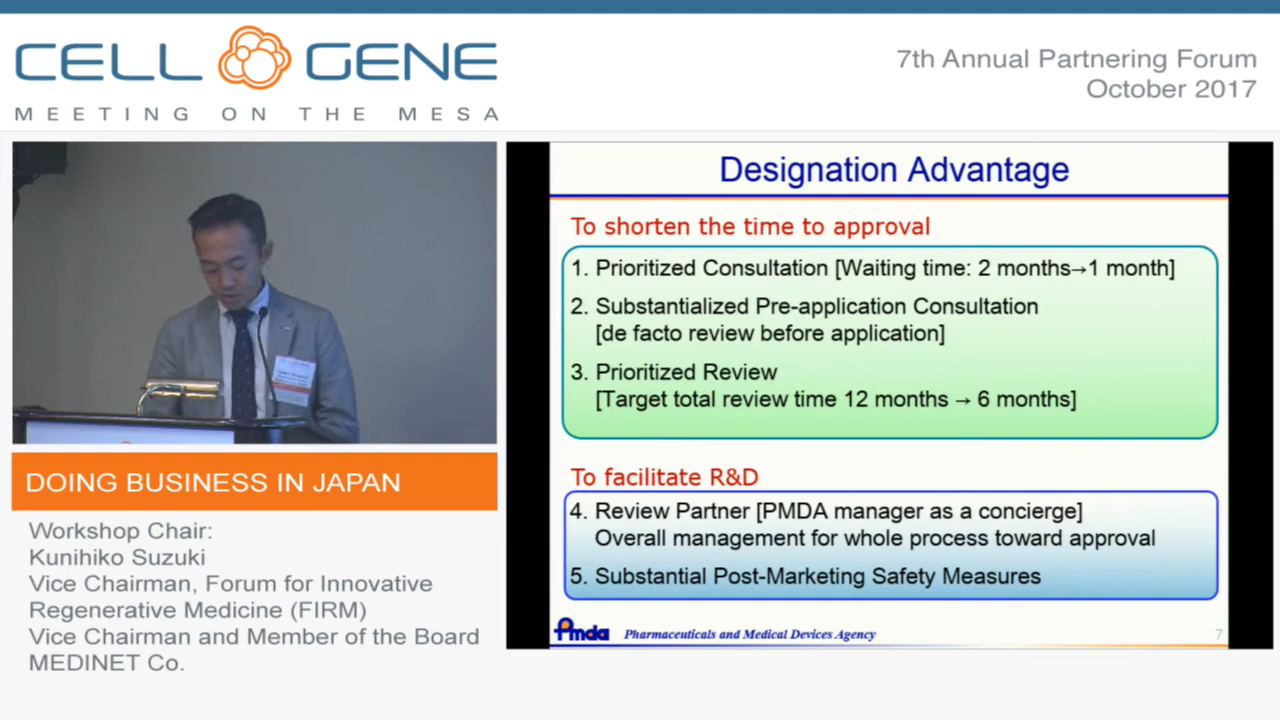 CELL GENE
MEETING ON THE MESA
7th Annual Partnering Forum
October 2017
DOING BUSINESS IN JAPAN
Workshop Chair:
Kunihiko Suzuki
Vice Chairman, Forum for Innovative
Regenerative Medicine (FIRM)
Vice Chairman and Member of the Board
MEDINET Co.
Designation Advantage
To shorten the time to approval
1. Prioritized Consultation [Waiting time: 2 months→1 month]
2. Substantialized Pre-application Consultation
[de facto review before application]
3. Prioritized Review
[Target total review time 12 months → 6 months]
To facilitate R&D
4. Review Partner [PMDA manager as a concierge]
Overall management for whole process toward approval
5. Substantial Post-Marketing Safety Measures
Pmda Pharmaceuticals and Medical Devices Agency
7